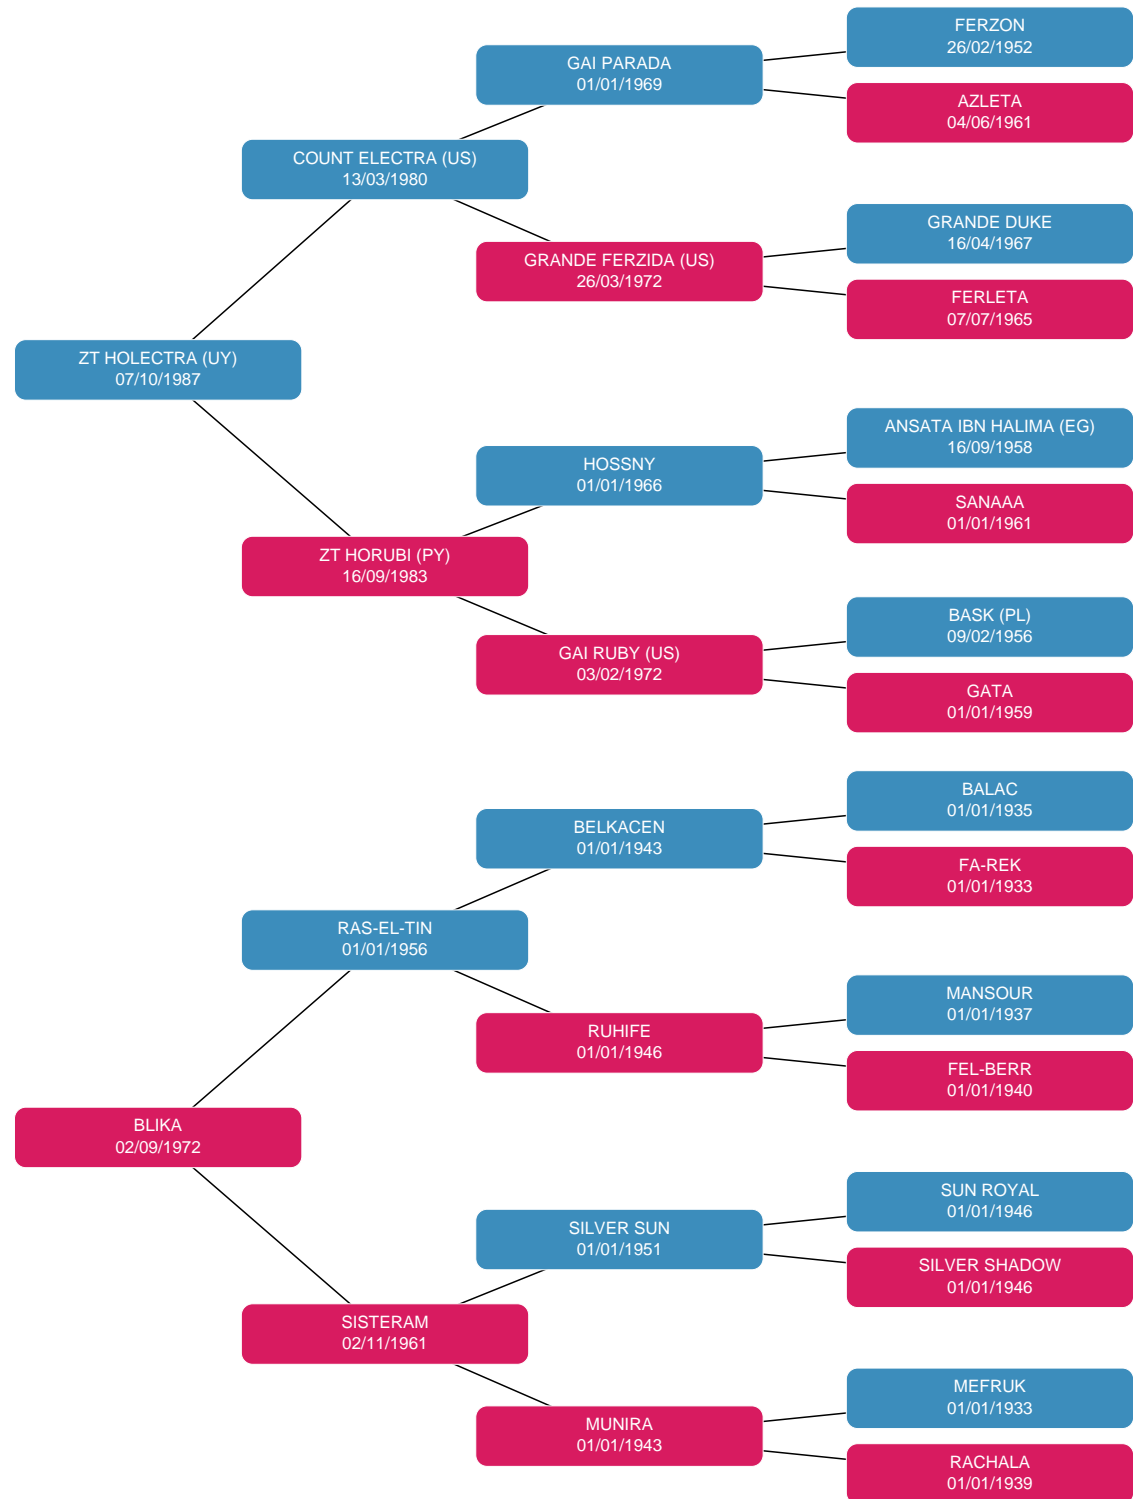 FERZON
26/02/1952
GAI PARADA
01/01/1969
AZLETA
04/06/1961
COUNT ELECTRA (US)
13/03/1980
GRANDE DUKE
16/04/1967
GRANDE FERZIDA (US)
26/03/1972
FERLETA
07/07/1965
ZT HOLECTRA (UY)
07/10/1987
ANSATA IBN HALIMA (EG)
16/09/1958
HOSSNY
01/01/1966
SANAAA
01/01/1961
ZT HORUBI (PY)
16/09/1983
BASK (PL)
09/02/1956
GAI RUBY (US)
03/02/1972
GATA
01/01/1959
BALAC
01/01/1935
BELKACEN
01/01/1943
FA-REK
01/01/1933
RAS-EL-TIN
01/01/1956
MANSOUR
01/01/1937
RUHIFE
01/01/1946
FEL-BERR
01/01/1940
BLIKA
02/09/1972
SUN ROYAL
01/01/1946
SILVER SUN
01/01/1951
SILVER SHADOW
01/01/1946
SISTERAM
02/11/1961
MEFRUK
01/01/1933
MUNIRA
01/01/1943
RACHALA
01/01/1939